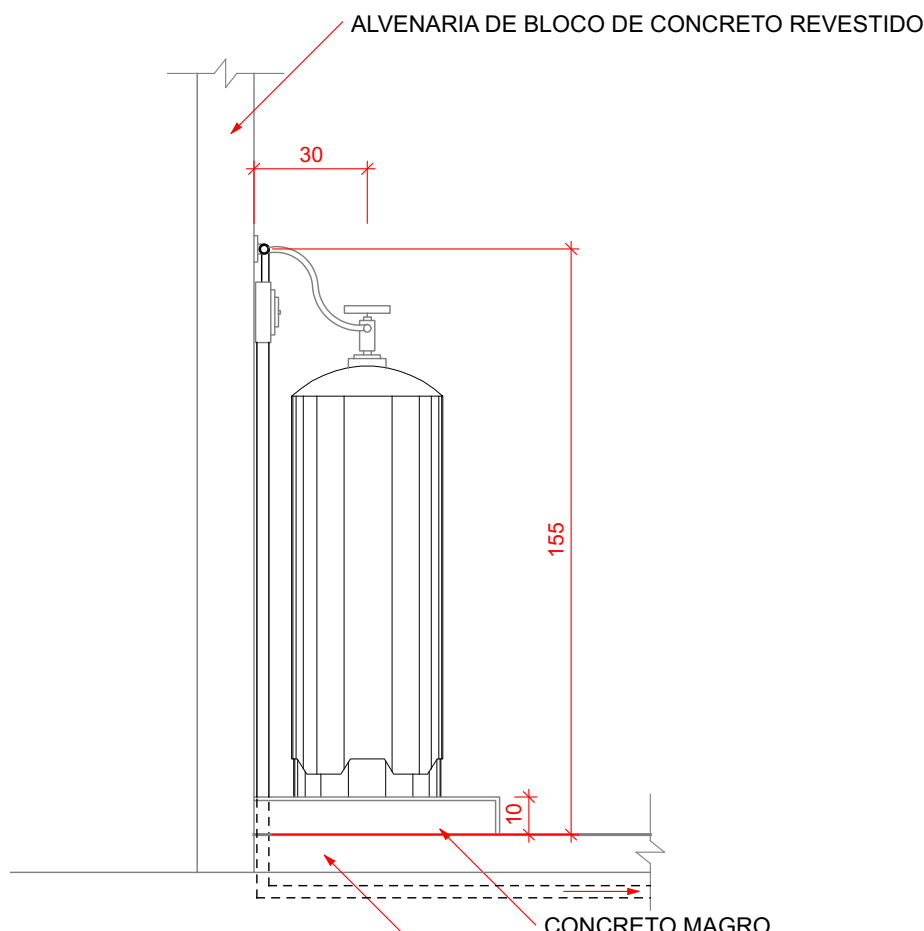 ALVENARIA DE BLOCO DE CONCRETO REVESTIDO
30
155
10
CONCRETO MAGRO